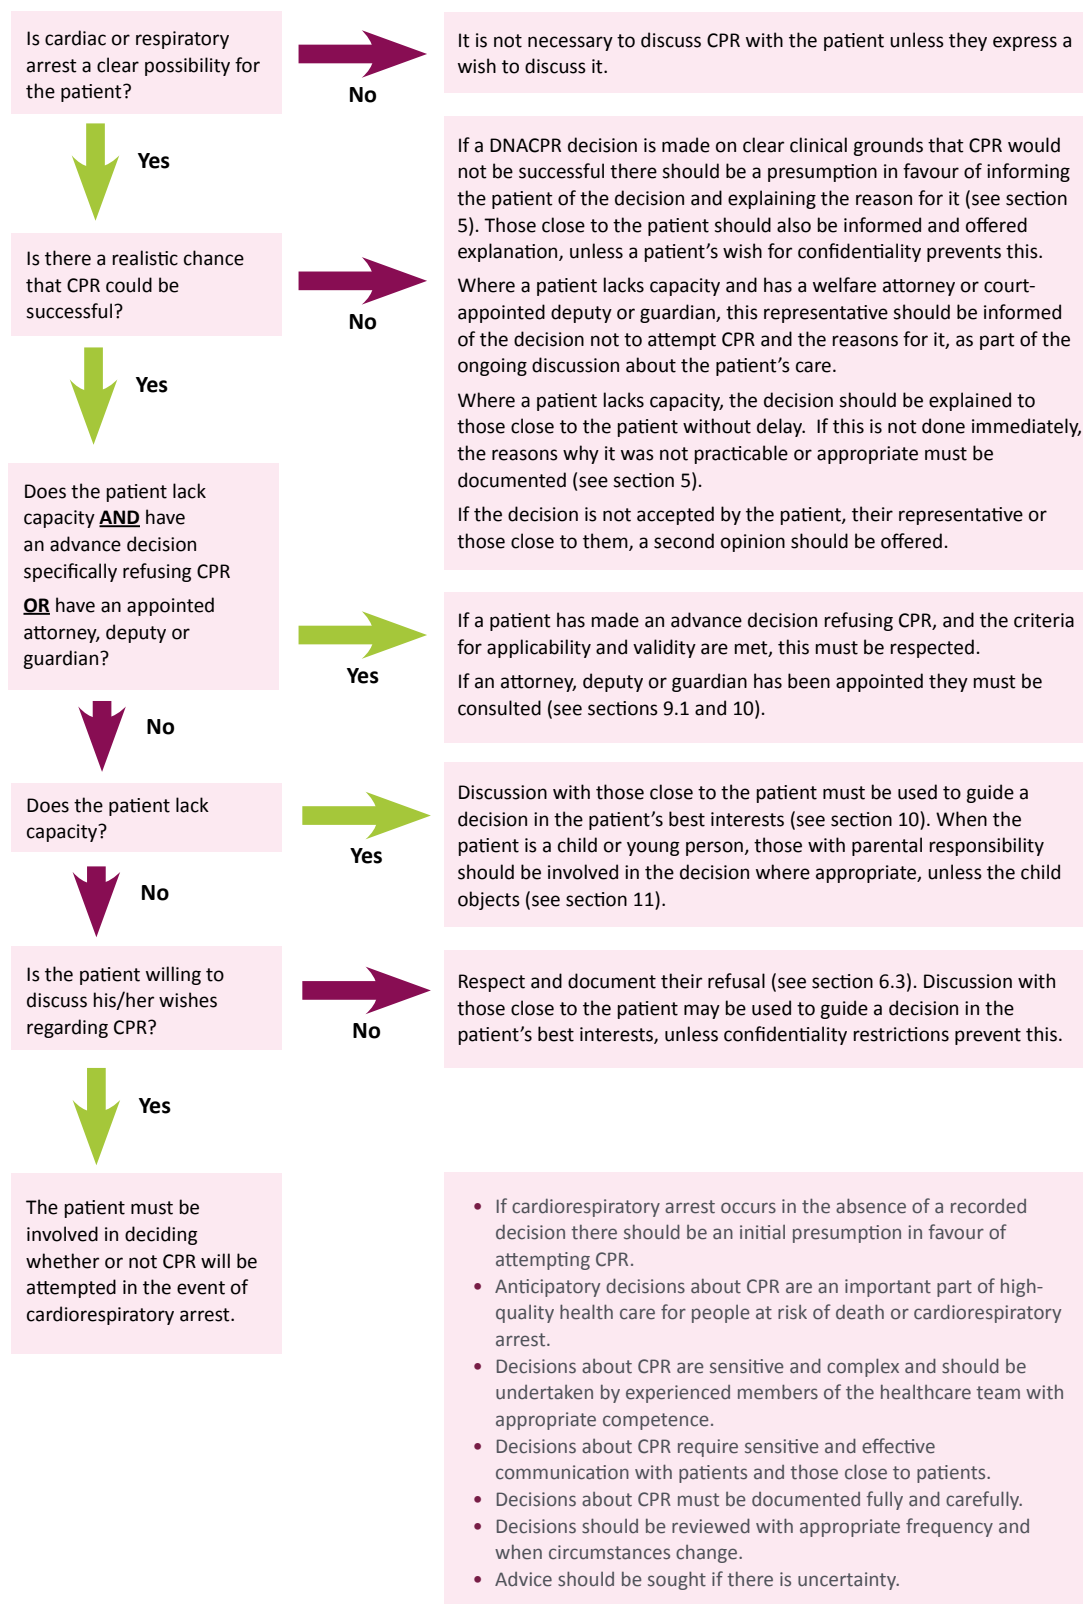 Is cardiac or respiratory
arrest a clear possibility for
the patient?
No
It is not necessary to discuss CPR with the patient unless they express a
wish to discuss it.
Yes
Is there a realistic chance
that CPR could be
successful?
No
If a DNACPR decision is made on clear clinical grounds that CPR would
not be successful there should be a presumption in favour of informing
the patient of the decision and explaining the reason for it (see section
5). Those close to the patient should also be informed and offered
explanation, unless a patient’s wish for confidentiality prevents this.
Where a patient lacks capacity and has a welfare attorney or court-
appointed deputy or guardian, this representative should be informed
of the decision not to attempt CPR and the reasons for it, as part of the
ongoing discussion about the patient’s care.
Where a patient lacks capacity, the decision should be explained to
those close to the patient without delay. If this is not done immediately,
the reasons why it was not practicable or appropriate must be
documented (see section 5).
If the decision is not accepted by the patient, their representative or
those close to them, a second opinion should be offered.
Yes
Does the patient lack
capacity AND have
an advance decision
specifically refusing CPR
OR have an appointed
attorney, deputy or
guardian?
Yes
If a patient has made an advance decision refusing CPR, and the criteria
for applicability and validity are met, this must be respected.
If an attorney, deputy or guardian has been appointed they must be
consulted (see sections 9.1 and 10).
No
Does the patient lack
capacity?
Yes
Discussion with those close to the patient must be used to guide a
decision in the patient’s best interests (see section 10). When the
patient is a child or young person, those with parental responsibility
should be involved in the decision where appropriate, unless the child
objects (see section 11).
No
Is the patient willing to
discuss his/her wishes
regarding CPR?
No
Respect and document their refusal (see section 6.3). Discussion with
those close to the patient may be used to guide a decision in the
patient’s best interests, unless confidentiality restrictions prevent this.
Yes
The patient must be
involved in deciding
whether or not CPR will be
attempted in the event of
cardiorespiratory arrest.
• If cardiorespiratory arrest occurs in the absence of a recorded
decision there should be an initial presumption in favour of
attempting CPR.
• Anticipatory decisions about CPR are an important part of high-
quality health care for people at risk of death or cardiorespiratory
arrest.
• Decisions about CPR are sensitive and complex and should be
undertaken by experienced members of the healthcare team with
appropriate competence.
• Decisions about CPR require sensitive and effective
communication with patients and those close to patients.
• Decisions about CPR must be documented fully and carefully.
• Decisions should be reviewed with appropriate frequency and
when circumstances change.
• Advice should be sought if there is uncertainty.